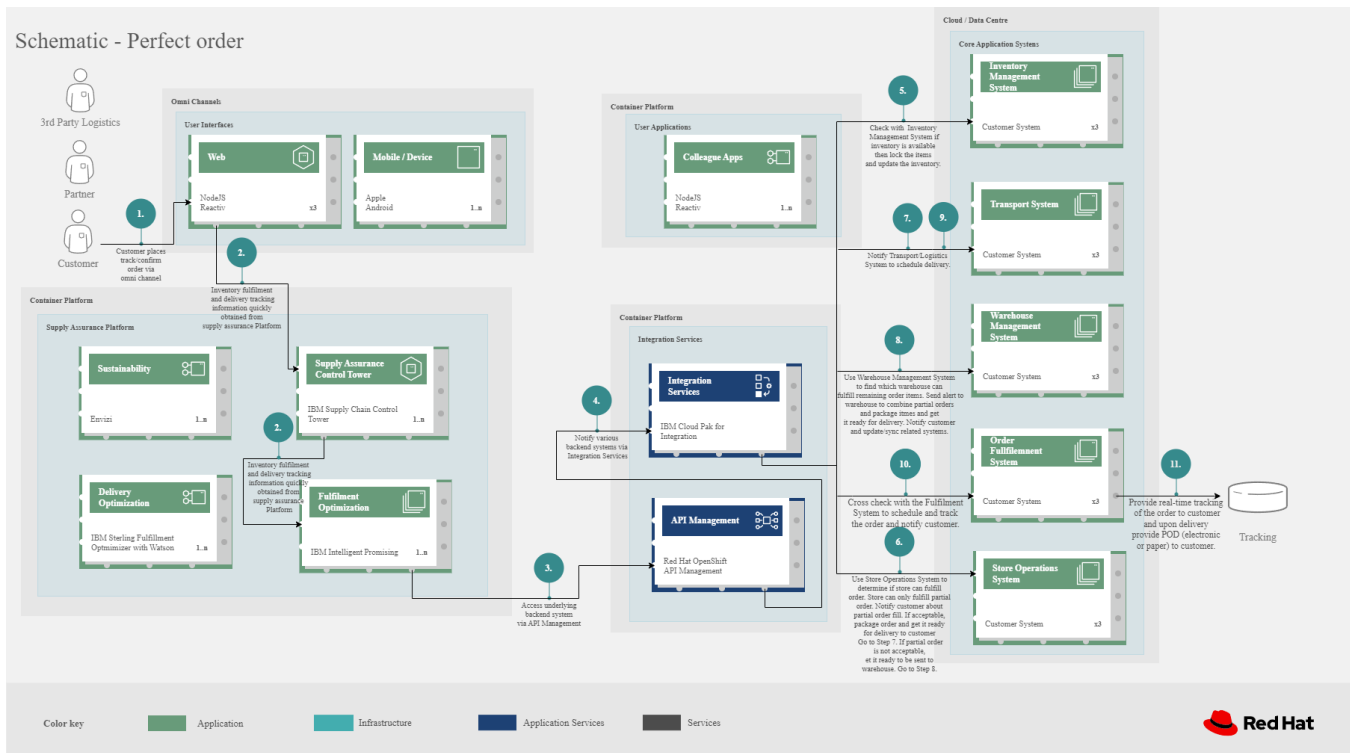 Schematic - Perfect order
3rd Party Logistics
Partner
Customer
1.
Customer places
track/confirm
order via
omni channel
Omni Channels
User Interfaces
Web
NodeJS
Reactiv
x3
Mobile / Device
Apple
Android
1..n
2.
Inventory fulfilment
and delivery tracking
information quickly
obtained from
supply assurance Platform
Container Platform
Supply Assurance Platform
Sustainability
Envizi
1..n
Supply Assurance
Control Tower
IBM Supply Chain Control
Tower
1..n
2.
Inventory fulfilment
and delivery tracking
information quickly
obtained from
supply assurance
Platform
Delivery
Optimization
IBM Sterling Fulfillment
Optmimizer with Watson
1..n
Fulfilment
Optimization
IBM Intelligent Promising
1..n
3.
Access underlying
backend system
via API Management
Container Platform
User Applications
Colleague Apps
NodeJS
Reactiv
1..n
Container Platform
Integration Services
Integration
Services
IBM Cloud Pak for
Integration
4.
Notify various
backend systems via
Integration Services
API Management
Red Hat OpenShift
API Management
5.
Check with Inventory
Management System if
inventory is available
then lock the items
and update the inventory.
7.
9.
Notify Transport/Logistics
System to schedule delivery.
8.
Use Warehouse Management System
to find which warehouse can
fulfill remaining order items. Send alert to
warehouse to combine partial orders
and package itmes and get
it ready for delivery. Notify customer
and update/sync related systems.
10.
Cross check with the Fulfilment
System to schedule and track
the order and notify customer.
6.
Use Store Operations System to
determine if store can fulfill
order. Store can only fulfill partial
order. Notify customer about
partial order fill. If acceptable,
package order and get it ready
for delivery to customer
Go to Step 7. If partial order
is not acceptable,
et it ready to be sent to
warehouse. Go to Step 8.
Cloud / Data Centre
Core Application Systems
Inventory
Management
System
Customer System
x3
Transport System
Customer System
x3
Warehouse
Management
System
Customer System
x3
Order
Fullfilemnent
System
Customer System
x3
Store Operations
System
Customer System
x3
11.
Provide real-time tracking
of the order to customer
and upon delivery
provide POD (electronic
or paper) to customer.
Tracking
Color key
Application
Infrastructure
Application Services
Services
Red Hat